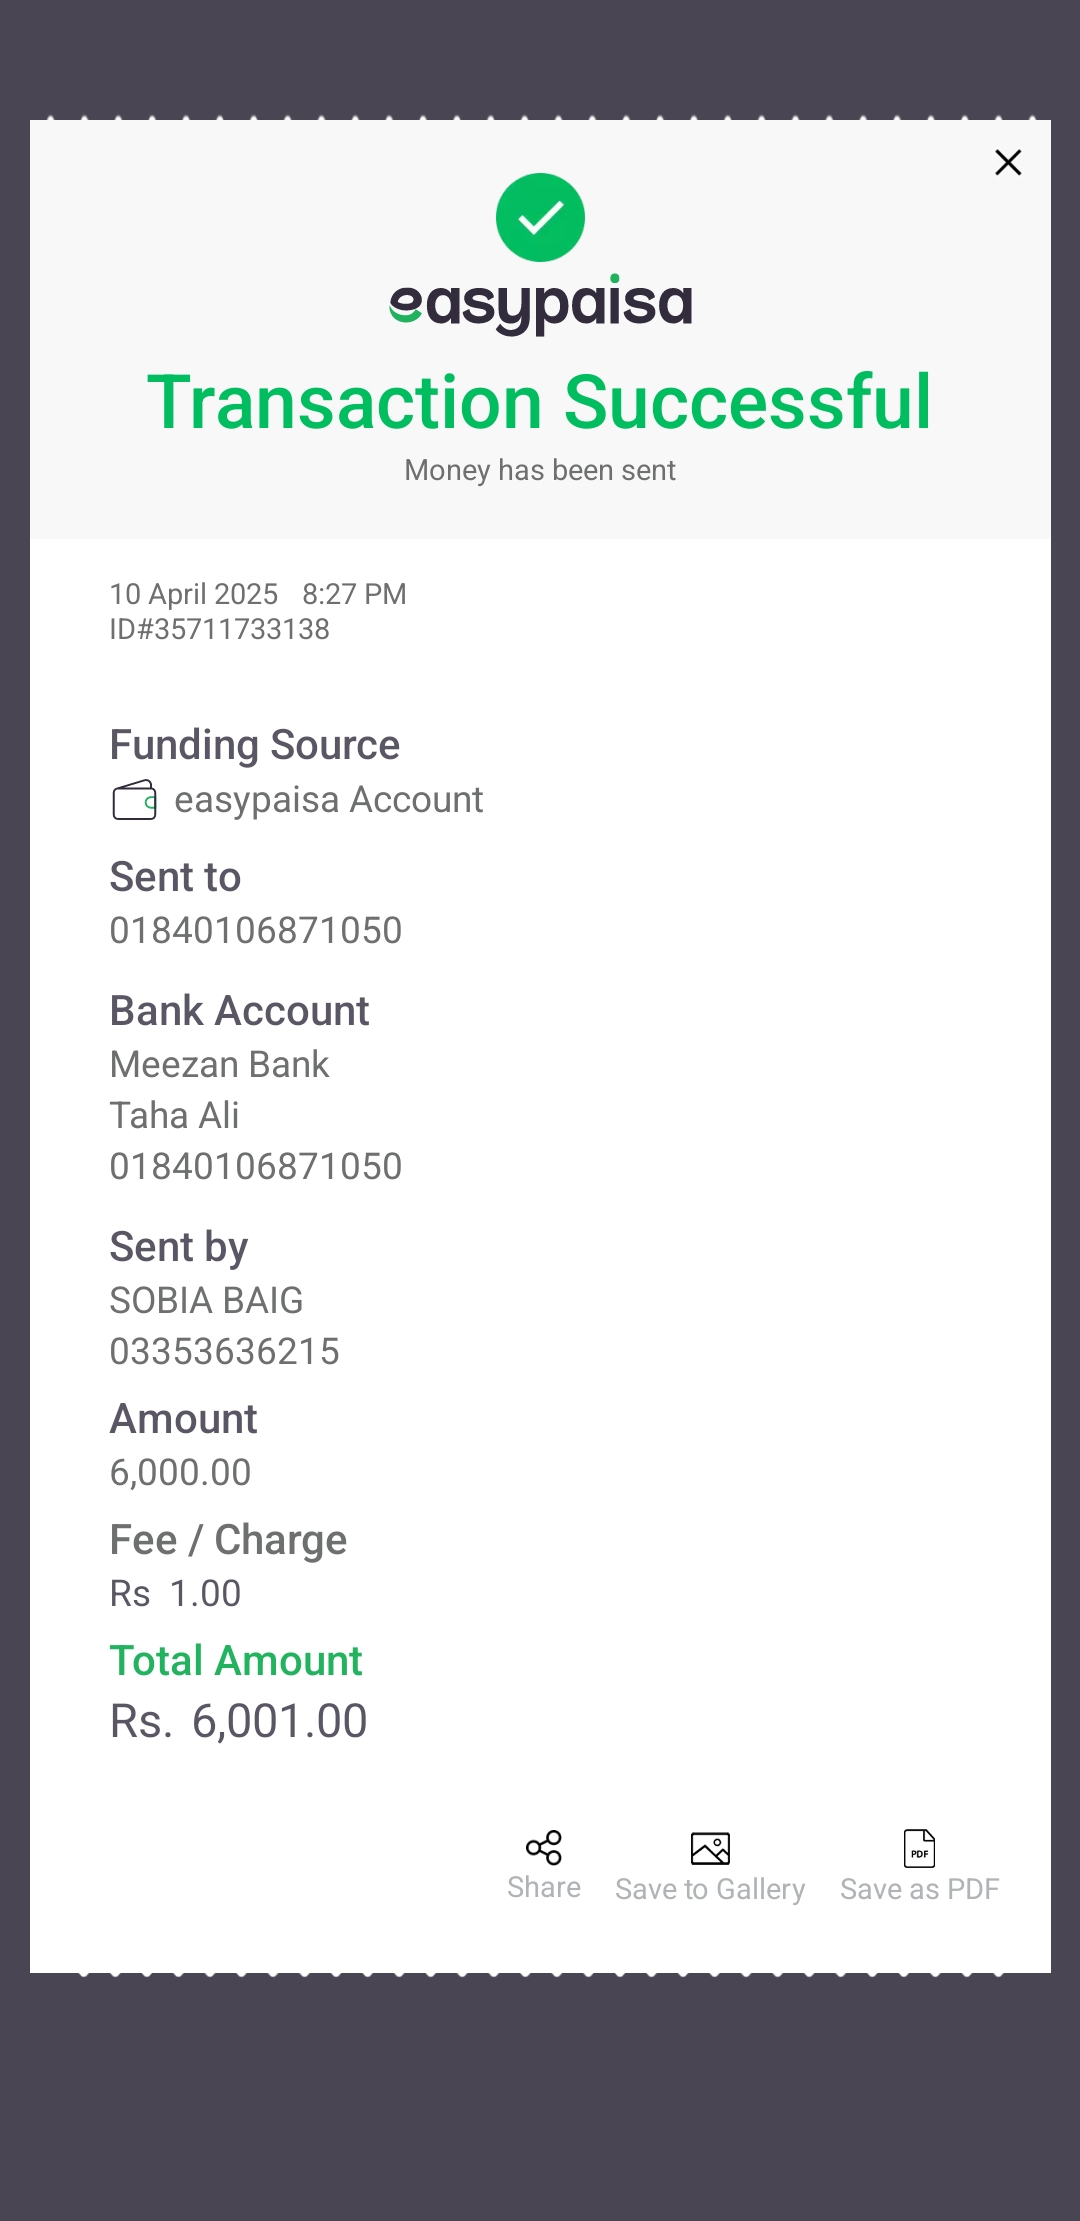 easypaisa
Transaction Successful
Money has been sent
10 April 2025 8:27 PM
ID#35711733138
Funding Source
easypaisa Account
Sent to
01840106871050
Bank Account
Meezan Bank
Taha Ali
01840106871050
Sent by
SOBIA BAIG
03353636215
Amount
6,000.00
Fee / Charge
Rs 1.00
Total Amount
Rs. 6,001.00
PDF
Share Save to Gallery Save as PDF